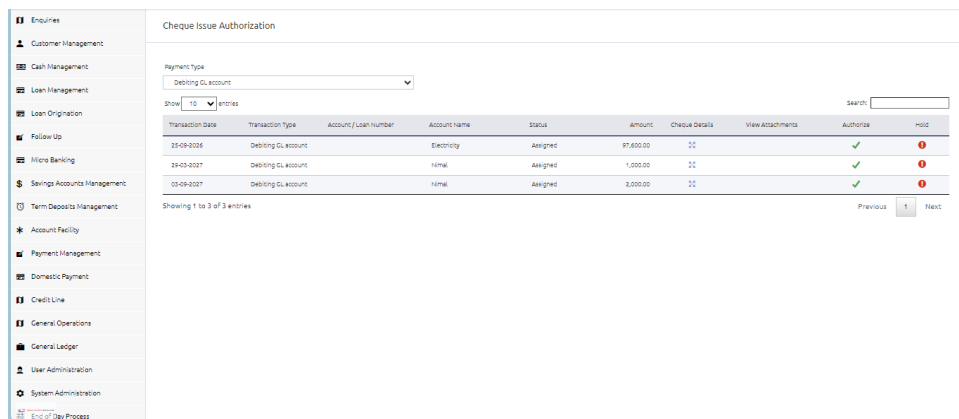 Enquiries
Customer Management
Cash Management
Loan Management
Loan Origination
Follow Up
Micro Banking
Savings Accounts Management
Term Deposits Management
Account Facility
Payment Management
Domestic Payment
Credit Line
General Operations
General Ledger
User Administration
System Administration
End of Day Process
Cheque Issue Authorization
Payment Type
Debiting GL account
Show 10 entries
Search:
Transaction Date Transaction Type Account / Loan Number Account Name Status Amount Cheque Details View Attachments Authorize Hold
25-09-2026 Debiting GL account Electricity Assigned 97,600.00
29-03-2027 Debiting GL account Nimal Assigned 1,000.00
03-09-2027 Debiting GL account Nimal Assigned 2,000.00
Showing 1 to 3 of 3 entries
Previous 1 Next